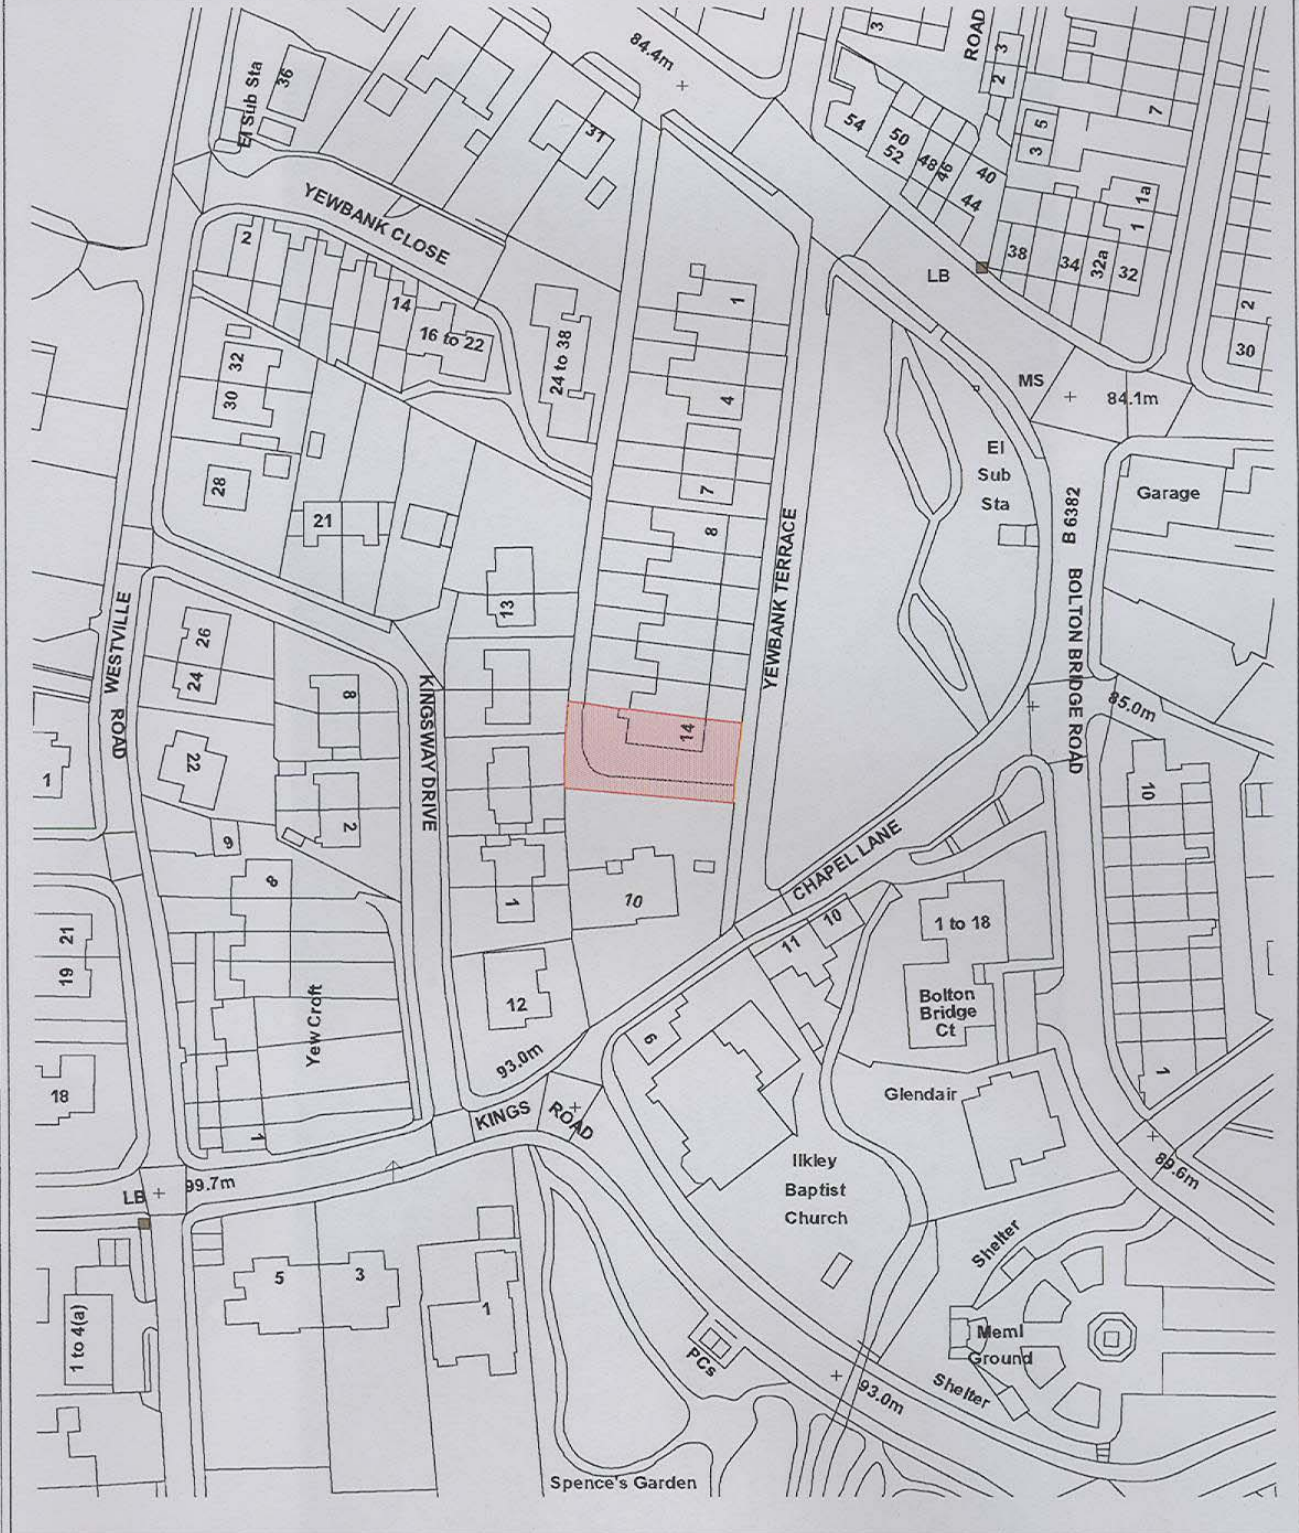 3
ROAD
3
2
84.4m
El Sub Sta
36
31
54
50
52
48
46
40
44
5
3
7
1a
1
YEWBANK CLOSE
2
14
16 to 22
24 to 38
1
4
7
8
LB
38
34
32a
32
2
30
MS
84.1m
32
30
28
21
13
El
Sub
Sta
B 6382
BOLTON BRIDGE ROAD
Garage
YEWBANK TERRACE
WESTVILLE
ROAD
26
24
22
8
2
KINGSWAY DRIVE
14
85.0m
10
1
9
8
1
10
CHAPEL LANE
10
11
1 to 18
21
19
18
12
Yew Croft
1
93.0m
6
Bolton
Bridge
Ct
Glendair
1
KINGS
ROAD
89.6m
LB
99.7m
Ilkley
Baptist
Church
Shelter
5
3
1
1 to 4(a)
PCs
Meml
Ground
Shelter
93.0m
Spence's Garden